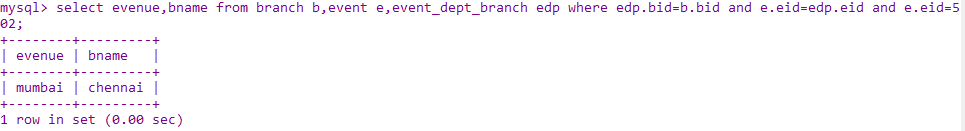 mysql> select evenue,bname from branch b,event e,event_dept_branch edp where edp.bid=b.bid and e.eid=edp.eid and e.eid=5
02;
+--------+---------+
| evenue | bname   |
+--------+---------+
| mumbai | chennai |
+--------+---------+
1 row in set (0.00 sec)